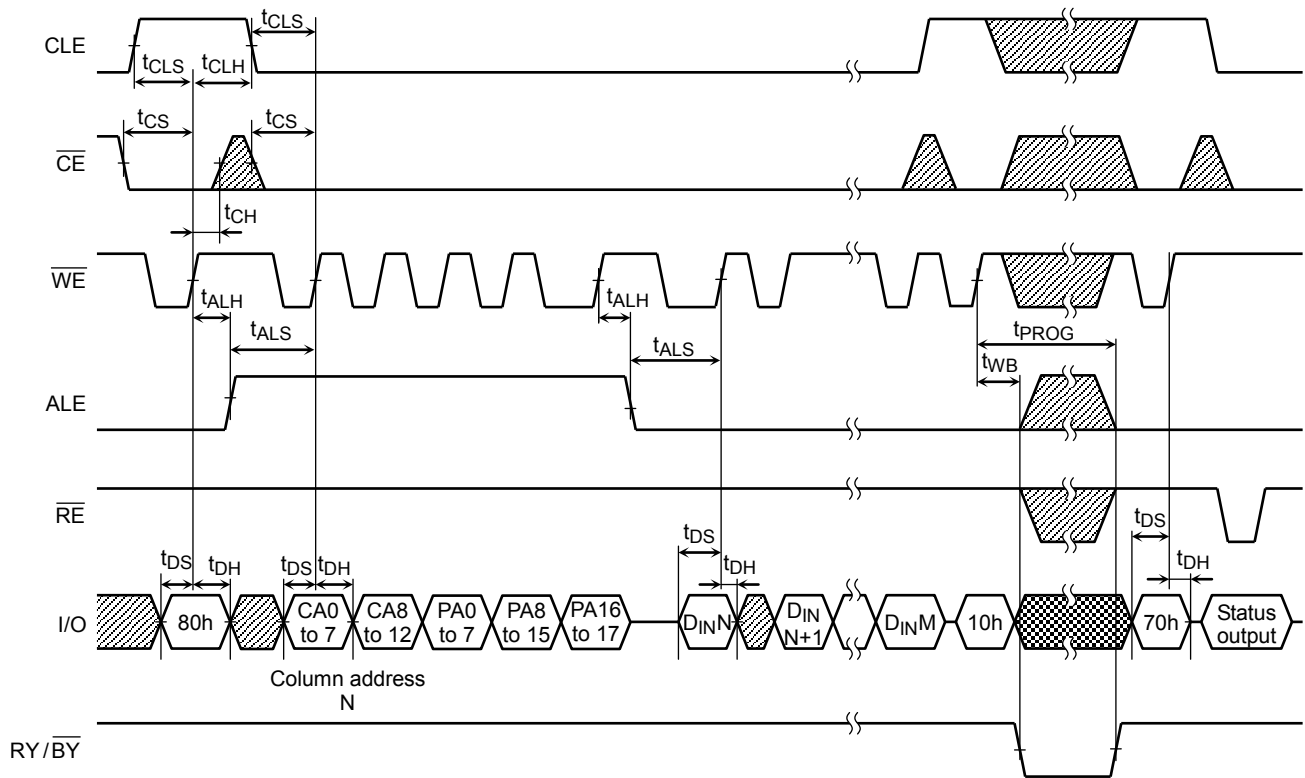 CLE
tCLS
tCLS
tCLH
CE
tCS
tCS
tCH
WE
tALH
tALS
tALH
tALS
tPROG
tWB
ALE
RE
tDS
tDH
tDS
tDH
tDS
tDH
tDS
tDH
I/O
80h
CA0
to 7
CA8
to 12
PA0
to 7
PA8
to 15
PA16
to 17
DINN
DIN
N+1
DINM
10h
70h
Status
output
Column address
N
RY/BY